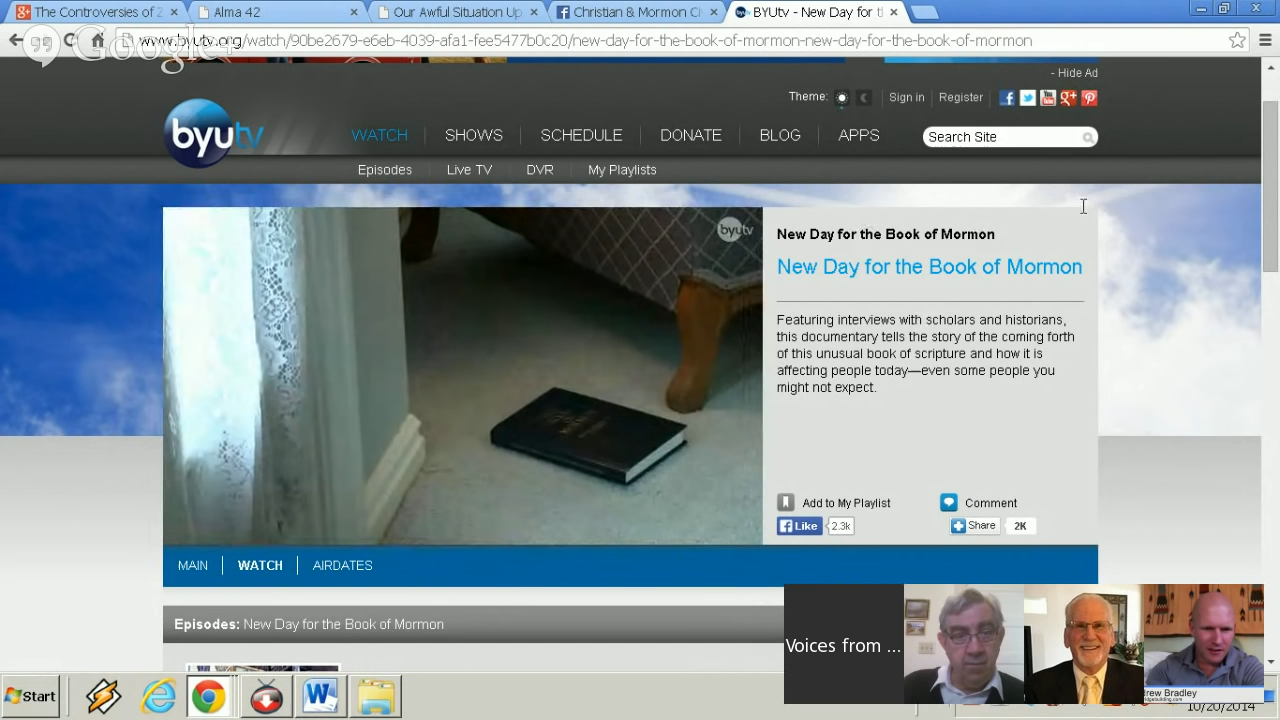 The Controversies of 2
Alma 42
Our Awful Situation Up
Christian & Mormon Cl
BYUtv - New Day for t
www.byutv.org/watch/90be2679-e6eb-4039-afa1-fee5477b0c20/new-day-for-the-book-of-mormon-new-day-for-the-book-of-mormon
Google+
- Hide Ad
Theme:
Sign in
Register
byutv
WATCH
SHOWS
SCHEDULE
DONATE
BLOG
APPS
Search Site
Episodes
Live TV
DVR
My Playlists
byutv
New Day for the Book of Mormon
New Day for the Book of Mormon
Featuring interviews with scholars and historians,
this documentary tells the story of the coming forth
of this unusual book of scripture and how it is
affecting people today—even some people you
might not expect.
Add to My Playlist
Comment
Like
2.3k
Share
2K
MAIN
WATCH
AIRDATES
Episodes: New Day for the Book of Mormon
Voices from ...
drew Bradley
Start
10/20/2014